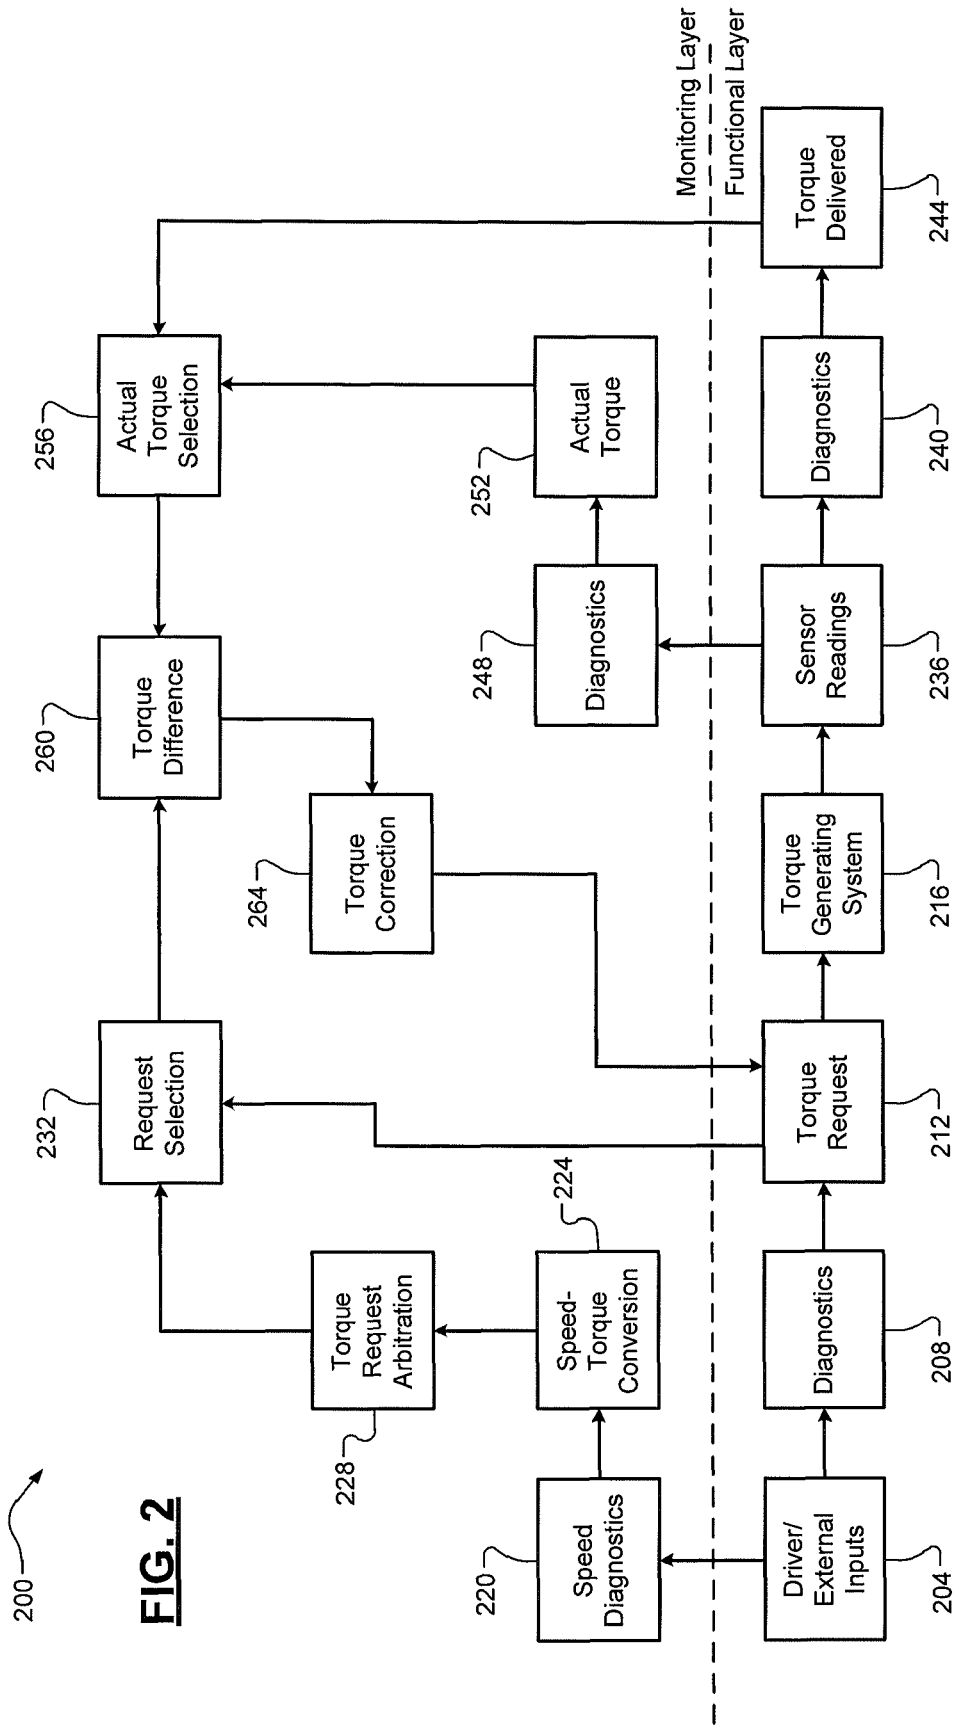 200
FIG. 2
232
Request
Selection
260
Torque
Difference
256
Actual
Torque
Selection
228
Torque
Request
Arbitration
264
Torque
Correction
220
Speed
Diagnostics
224
Speed-
Torque
Conversion
248
Diagnostics
252
Actual
Torque
Monitoring Layer
Functional Layer
Driver/
External
Inputs
204
Diagnostics
208
Torque
Request
212
Torque
Generating
System
216
Sensor
Readings
236
Diagnostics
240
Torque
Delivered
244